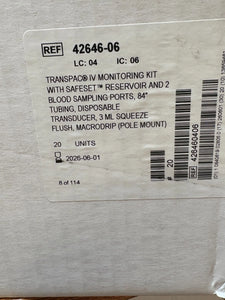 REF 42646-06
LC: 04 IC: 06
TRANSPAC® IV MONITORING KIT
WITH SAFESET™ RESERVOIR AND 2
BLOOD SAMPLING PORTS, 84"
TUBING, DISPOSABLE
TRANSDUCER, 3 ML SQUEEZE
FLUSH, MACRODRIP (POLE MOUNT)
20 UNITS
2026-06-01
8 of 114
# 20
REF 426460406